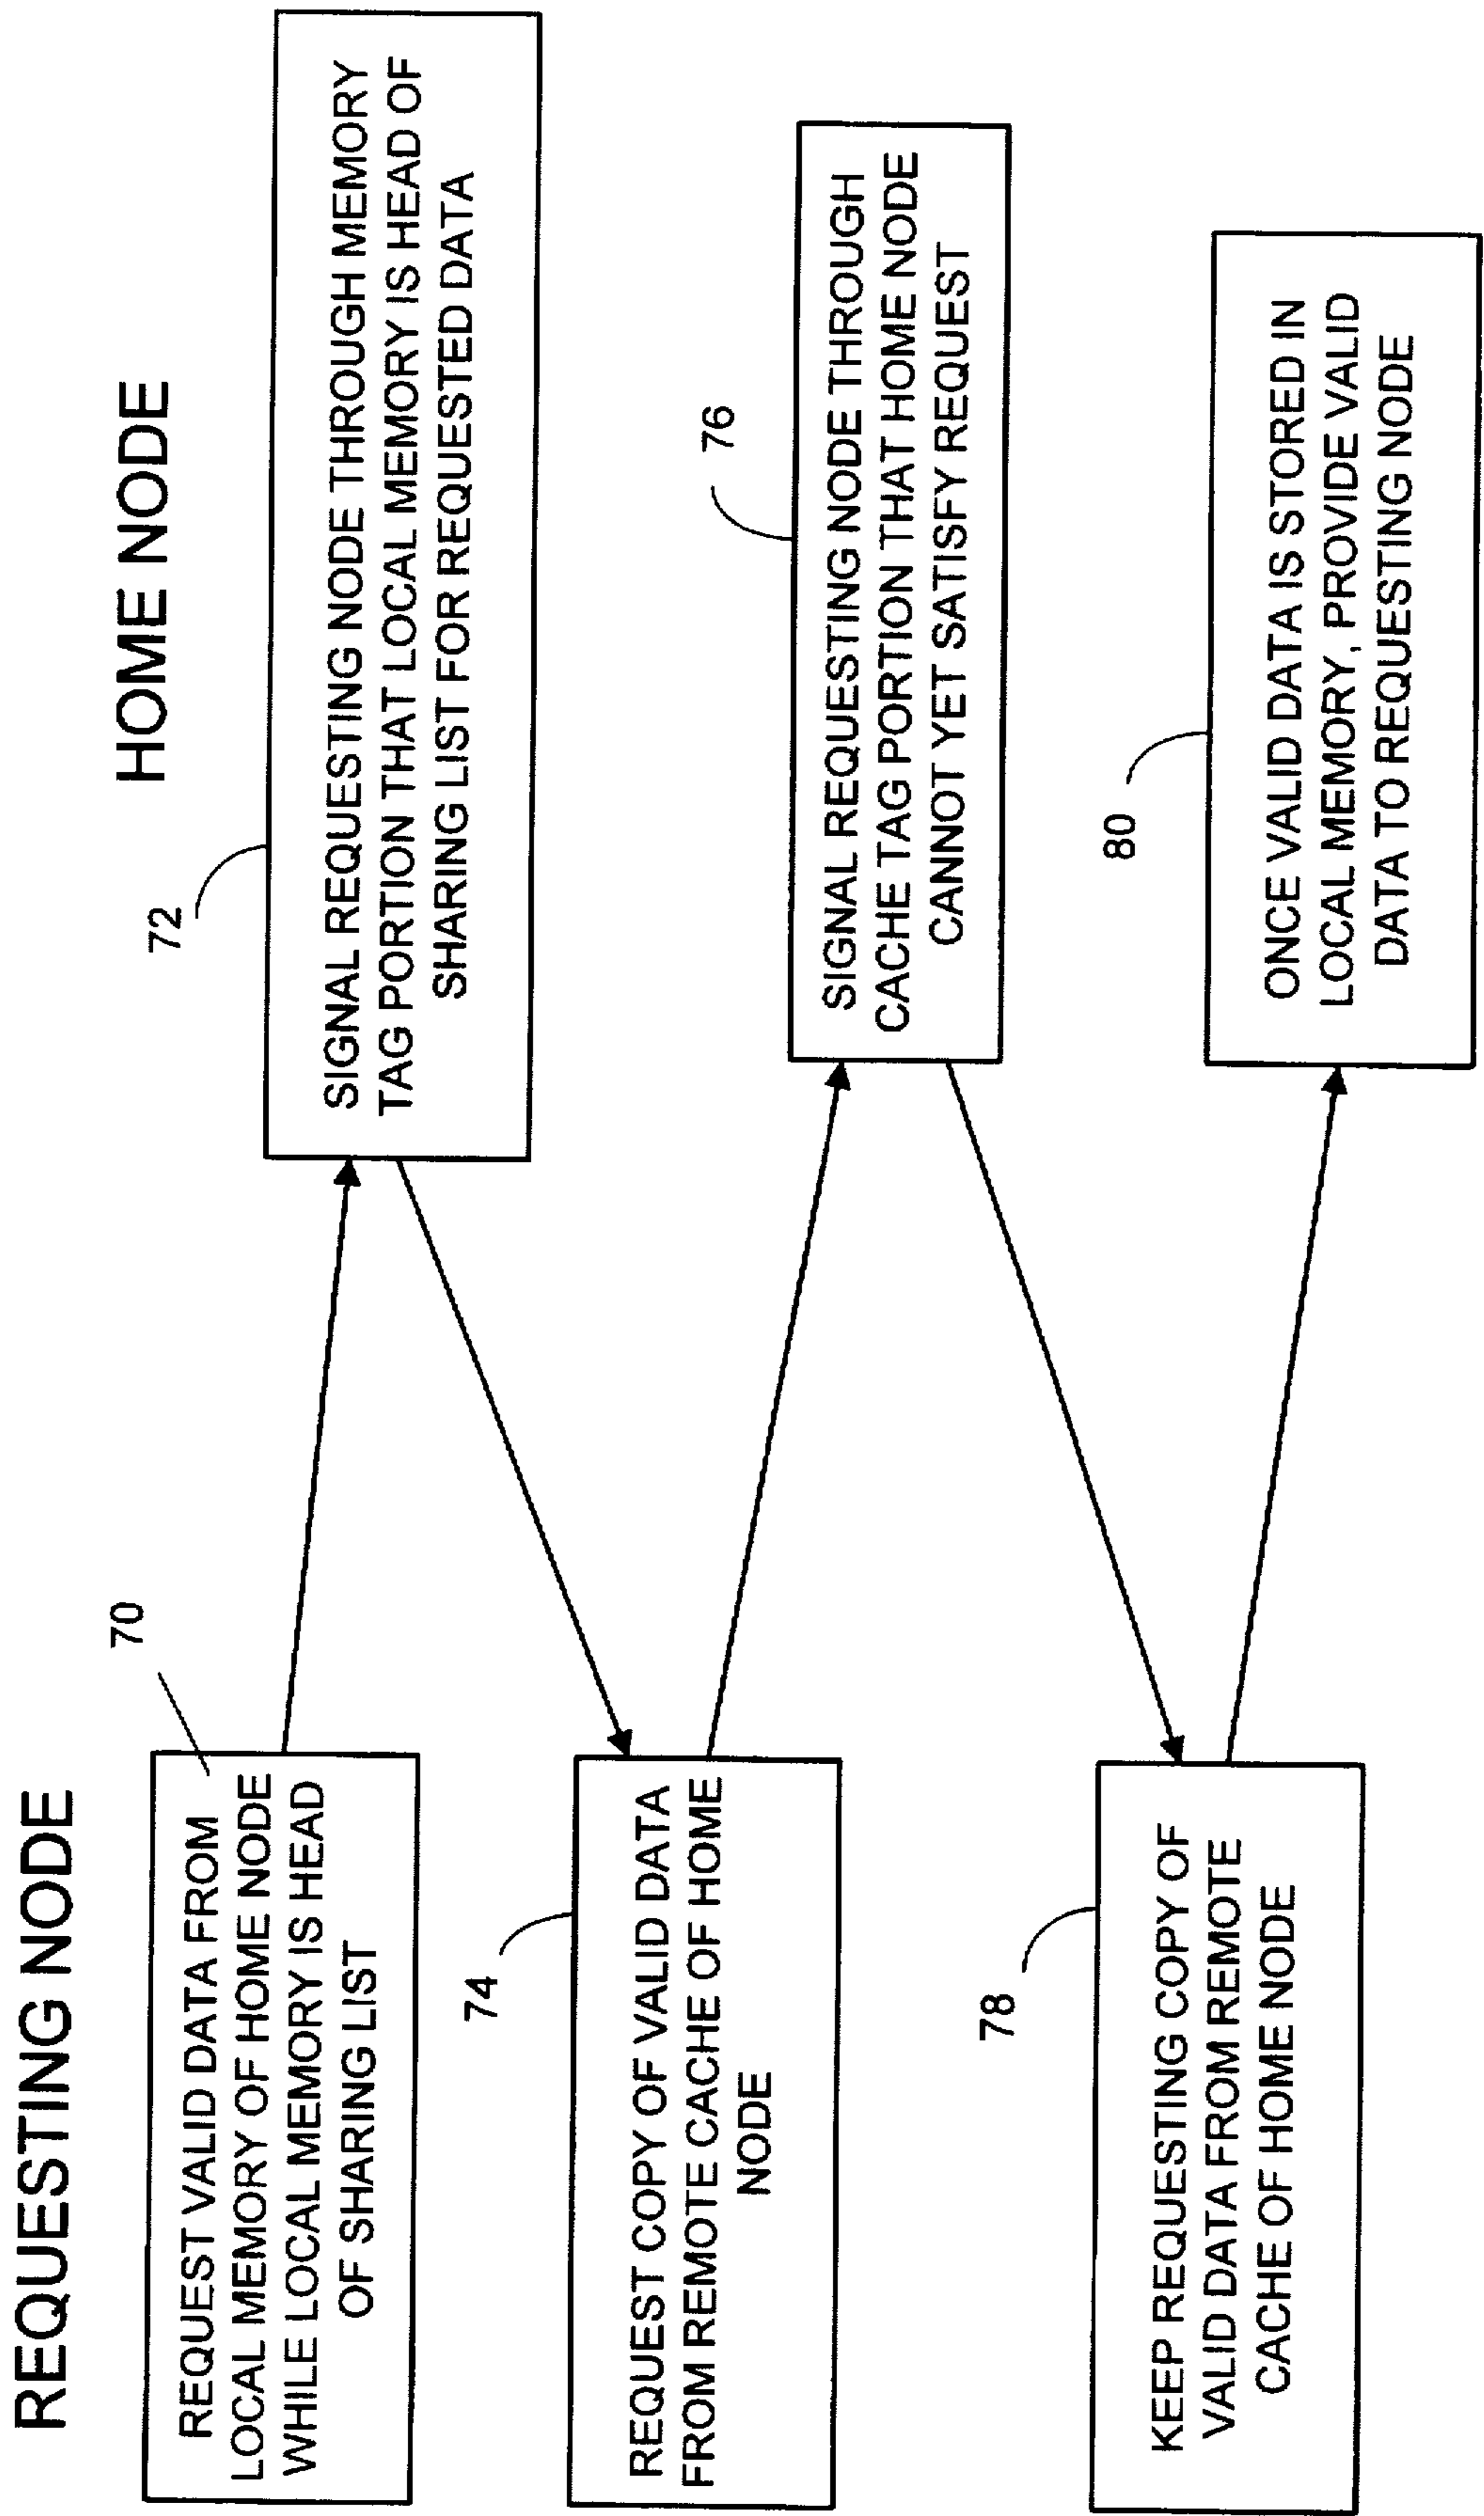 REQUESTING NODE
HOME NODE
70
REQUEST VALID DATA FROM
LOCAL MEMORY OF HOME NODE
WHILE LOCAL MEMORY IS HEAD
OF SHARING LIST
72
SIGNAL REQUESTING NODE THROUGH MEMORY
TAG PORTION THAT LOCAL MEMORY IS HEAD OF
SHARING LIST FOR REQUESTED DATA
74
REQUEST COPY OF VALID DATA
FROM REMOTE CACHE OF HOME
NODE
76
SIGNAL REQUESTING NODE THROUGH
CACHE TAG PORTION THAT HOME NODE
CANNOT YET SATISFY REQUEST
78
KEEP REQUESTING COPY OF
VALID DATA FROM REMOTE
CACHE OF HOME NODE
80
ONCE VALID DATA IS STORED IN
LOCAL MEMORY, PROVIDE VALID
DATA TO REQUESTING NODE